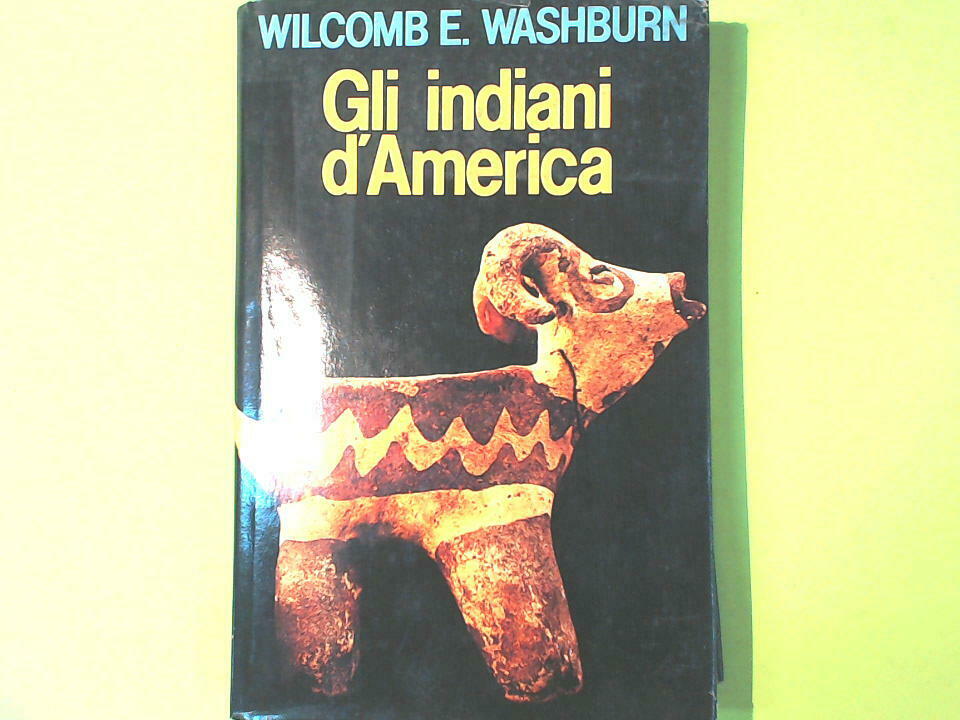 WILCOMB E. WASHBURN
Gli indiani
d'America